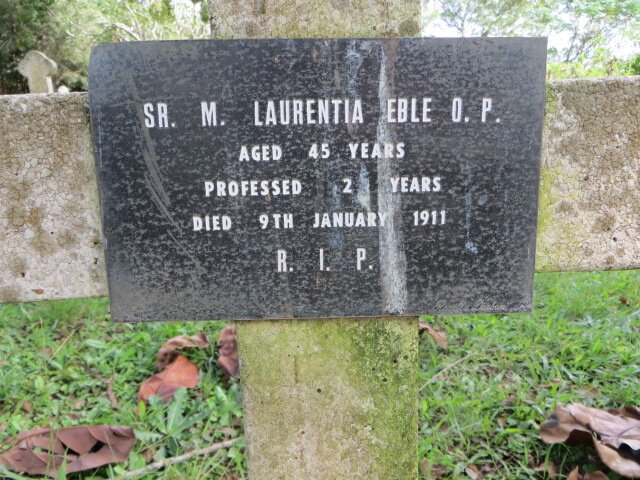 SR. M. LAURENTIA EBLE O. P.
AGED 45 YEARS
PROFESSED 2 YEARS
DIED 9TH JANUARY 1911
R. I. P.